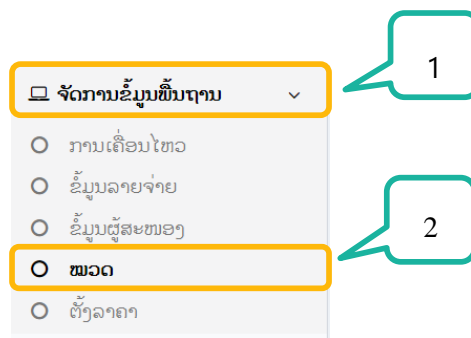 1
ຈັດການຂໍ້ມູນພື້ນຖານ
ການເຄື່ອນໄຫວ
ຂໍ້ມູນລາຍຈ່າຍ
ຂໍ້ມູນຜູ້ສະໜອງ
2
ໝວດ
ຕັ້ງລາຄາ